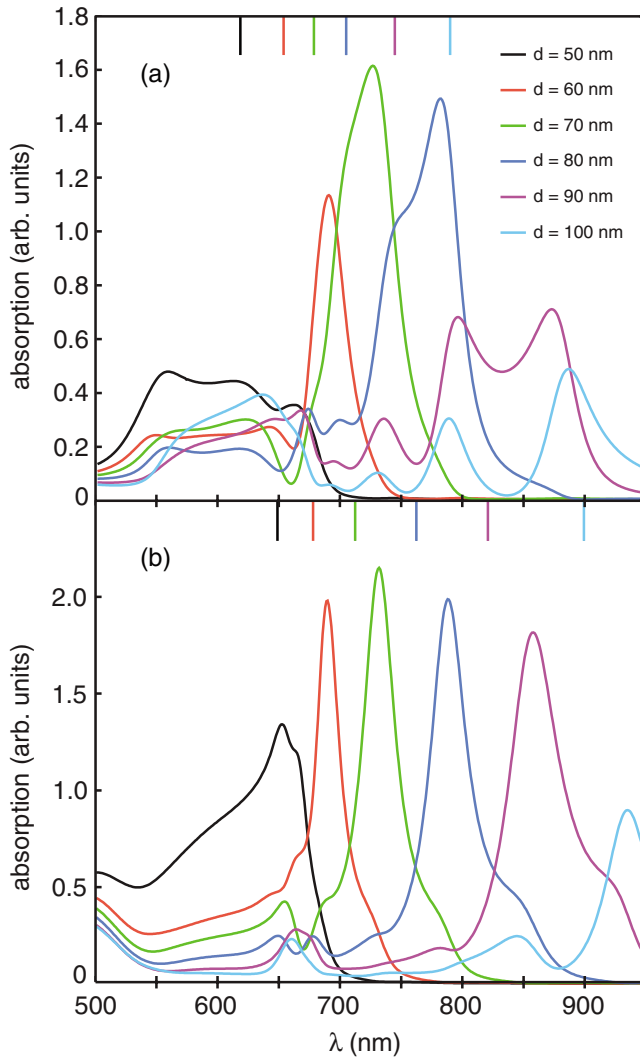 1.8
1.6
1.4
1.2
1.0
0.8
0.6
0.4
0.2
0
absorption (arb. units)
(a)
d = 50 nm
d = 60 nm
d = 70 nm
d = 80 nm
d = 90 nm
d = 100 nm
(b)
2.0
1.5
1.0
0.5
0
absorption (arb. units)
500 600 700 800 900
λ (nm)